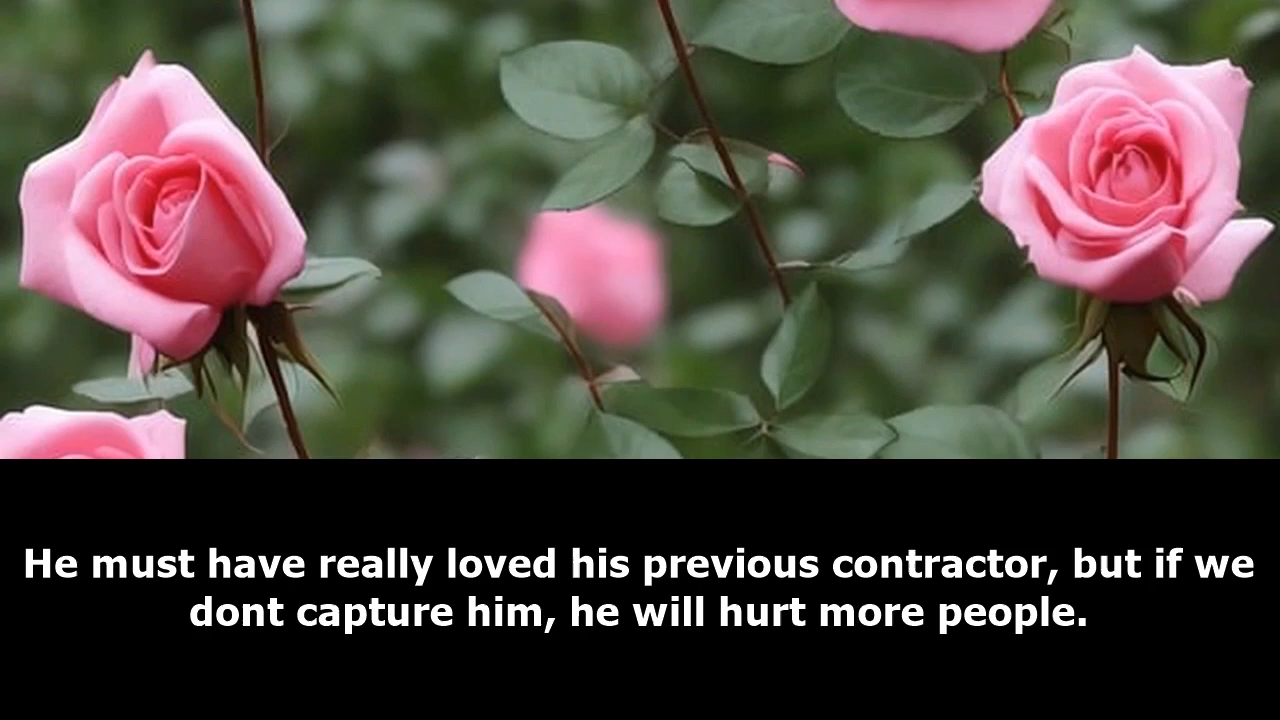 He must have really loved his previous contractor, but if we
dont capture him, he will hurt more people.